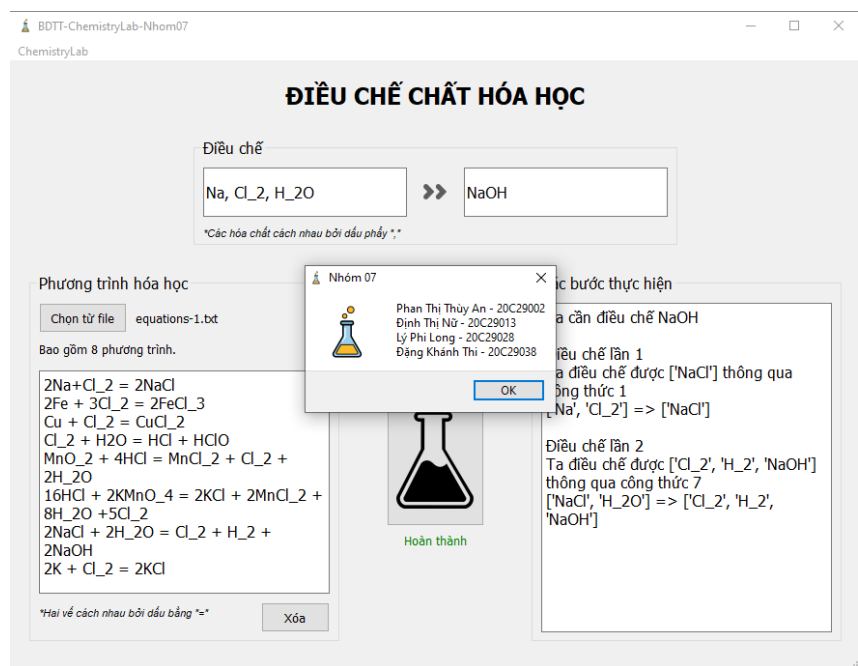 BDTT-ChemistryLab-Nhom07
ChemistryLab
ĐIỀU CHẾ CHẤT HÓA HỌC
Điều chế
Na, Cl_2, H_2O
NaOH
*Các hóa chất cách nhau bởi dấu phẩy ","
Phương trình hóa học
Chọn từ file
equations-1.txt
Bao gồm 8 phương trình.
2Na+Cl_2 = 2NaCl
2Fe + 3Cl_2 = 2FeCl_3
Cu + Cl_2 = CuCl_2
Cl_2 + H2O = HCl + HClO
MnO_2 + 4HCl = MnCl_2 + Cl_2 +
2H_2O
16HCl + 2KMnO_4 = 2KCl + 2MnCl_2 +
8H_2O +5Cl_2
2NaCl + 2H_2O = Cl_2 + H_2 +
2NaOH
2K + Cl_2 = 2KCl
*Hai vế cách nhau bởi dấu bằng "="
Xóa
Nhóm 07
Phan Thị Thùy An - 20C29002
Định Thị Nữ - 20C29013
Lý Phi Long - 20C29028
Đặng Khánh Thi - 20C29038
OK
Hoàn thành
bước thực hiện
cần điều chế NaOH
chế lần 1
điều chế được ['NaCl'] thông qua
thức 1
['Na', 'Cl_2'] => ['NaCl']
Điều chế lần 2
Ta điều chế được ['Cl_2', 'H_2', 'NaOH']
thông qua công thức 7
['NaCl', 'H_2O'] => ['Cl_2', 'H_2',
'NaOH']